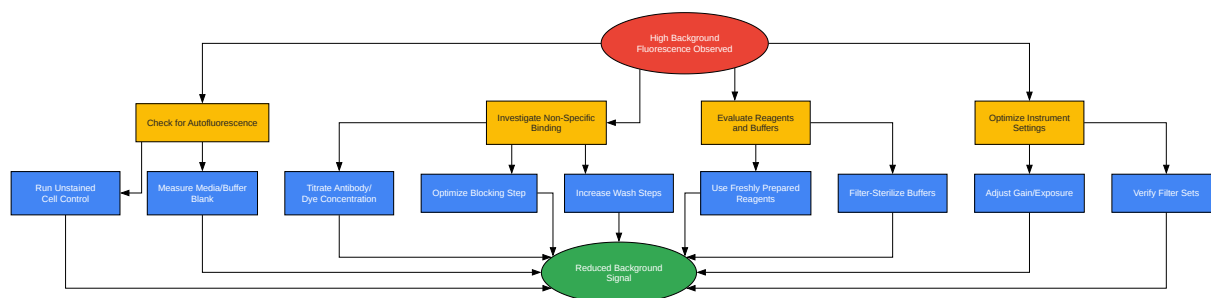 High Background
Fluorescence Observed
Check for Autofluorescence
Investigate Non-Specific
Binding
Evaluate Reagents
and Buffers
Optimize Instrument
Settings
Run Unstained
Cell Control
Measure Media/Buffer
Blank
Titrate Antibody/
Dye Concentration
Optimize Blocking Step
Increase Wash Steps
Use Freshly Prepared
Reagents
Filter-Sterilize Buffers
Adjust Gain/Exposure
Verify Filter Sets
Reduced Background
Signal